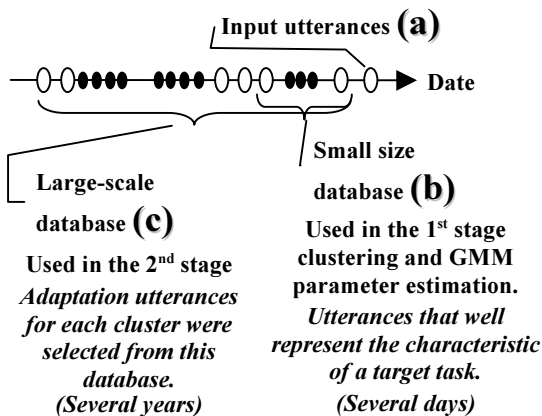 Input utterances (a)
Date
Large-scale
database (c)
Used in the 2nd stage
Adaptation utterances
for each cluster were
selected from this
database.
(Several years)
Small size
database (b)
Used in the 1st stage
clustering and GMM
parameter estimation.
Utterances that well
represent the characteristic
of a target task.
(Several days)